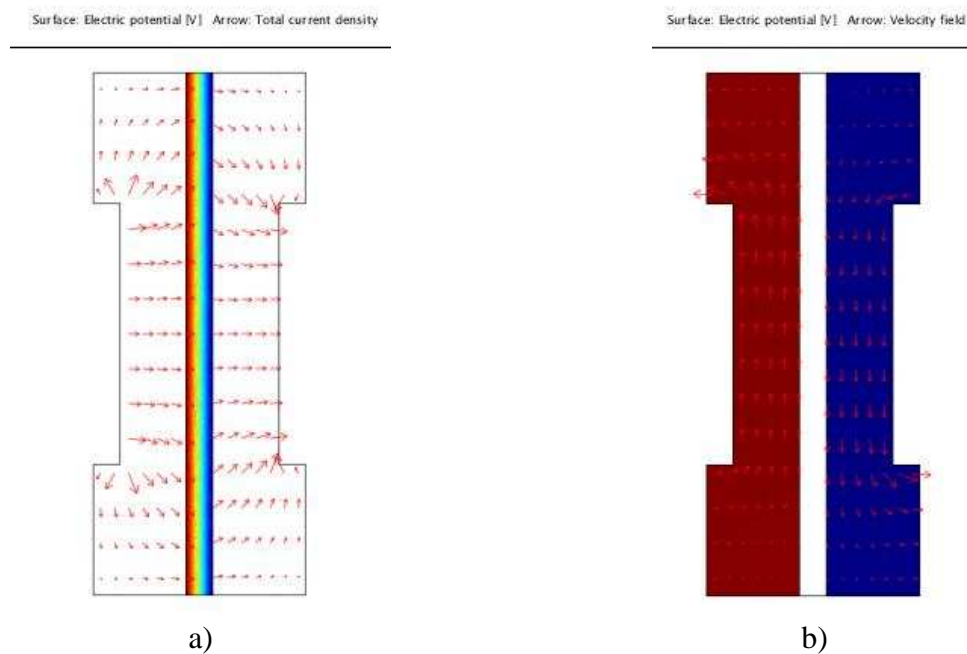 Surface: Electric potential [V] Arrow: Total current density
Surface: Electric potential [V] Arrow: Velocity field
a)
b)